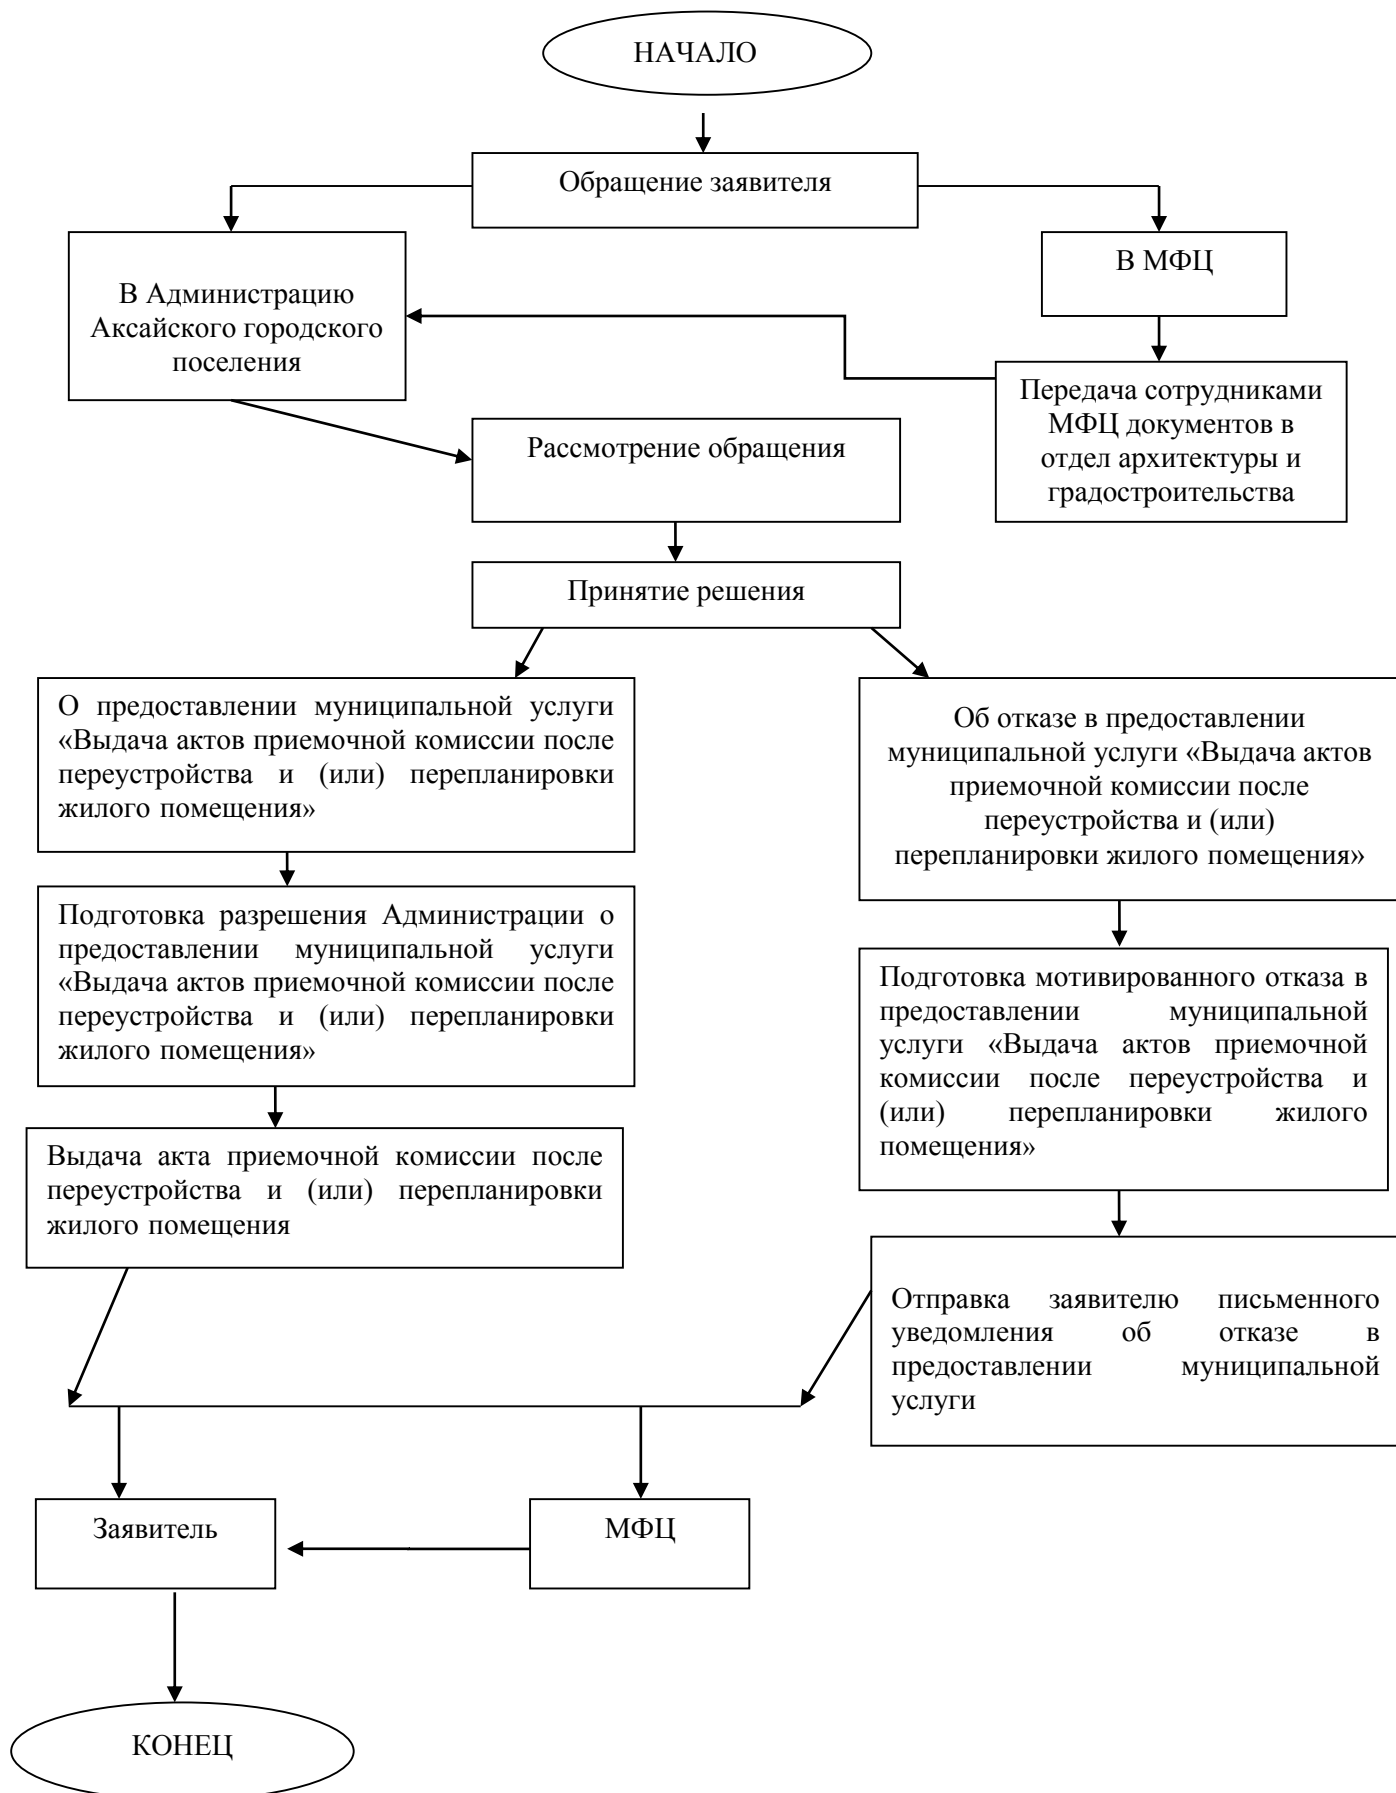 НАЧАЛО
Обращение заявителя
В Администрацию
Аксайского городского
поселения
В МФЦ
Передача сотрудниками
МФЦ документов в
отдел архитектуры и
градостроительства
Рассмотрение обращения
Принятие решения
О предоставлении муниципальной услуги
«Выдача актов приемочной комиссии после
переустройства и (или) перепланировки
жилого помещения»
Об отказе в предоставлении
муниципальной услуги «Выдача актов
приемочной комиссии после
переустройства и (или)
перепланировки жилого помещения»
Подготовка разрешения Администрации о
предоставлении муниципальной услуги
«Выдача актов приемочной комиссии после
переустройства и (или) перепланировки
жилого помещения»
Подготовка мотивированного отказа в
предоставлении муниципальной
услуги «Выдача актов приемочной
комиссии после переустройства и
(или) перепланировки жилого
помещения»
Выдача акта приемочной комиссии после
переустройства и (или) перепланировки
жилого помещения
Отправка заявителю письменного
уведомления об отказе в
предоставлении муниципальной
услуги
Заявитель
МФЦ
КОНЕЦ